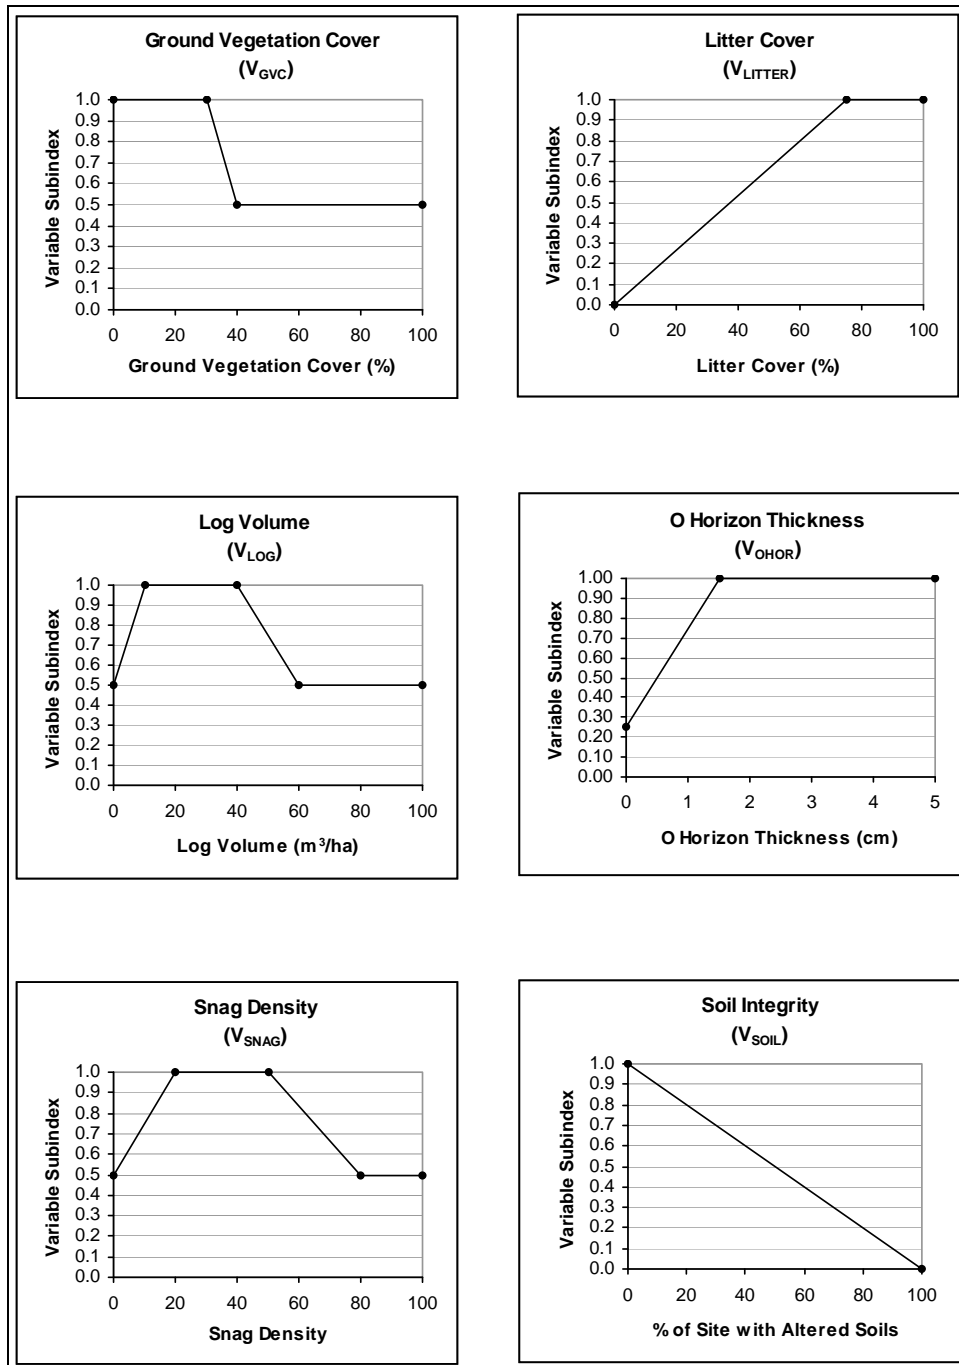 Ground Vegetation Cover
(V_GVC)
1.0
0.9
0.8
0.7
0.6
0.5
0.4
0.3
0.2
0.1
0.0
Variable Subindex
0 20 40 60 80 100
Ground Vegetation Cover (%)
Litter Cover
(V_LITTER)
1.0
0.9
0.8
0.7
0.6
0.5
0.4
0.3
0.2
0.1
0.0
Variable Subindex
0 20 40 60 80 100
Litter Cover (%)
Log Volume
(V_LOG)
1.0
0.9
0.8
0.7
0.6
0.5
0.4
0.3
0.2
0.1
0.0
Variable Subindex
0 20 40 60 80 100
Log Volume (m³/ha)
O Horizon Thickness
(V_OHOR)
1.00
0.90
0.80
0.70
0.60
0.50
0.40
0.30
0.20
0.10
0.00
Variable Subindex
0 1 2 3 4 5
O Horizon Thickness (cm)
Snag Density
(V_SNAG)
1.0
0.9
0.8
0.7
0.6
0.5
0.4
0.3
0.2
0.1
0.0
Variable Subindex
0 20 40 60 80 100
Snag Density
Soil Integrity
(V_SOIL)
1.0
0.9
0.8
0.7
0.6
0.5
0.4
0.3
0.2
0.1
0.0
Variable Subindex
0 20 40 60 80 100
% of Site with Altered Soils